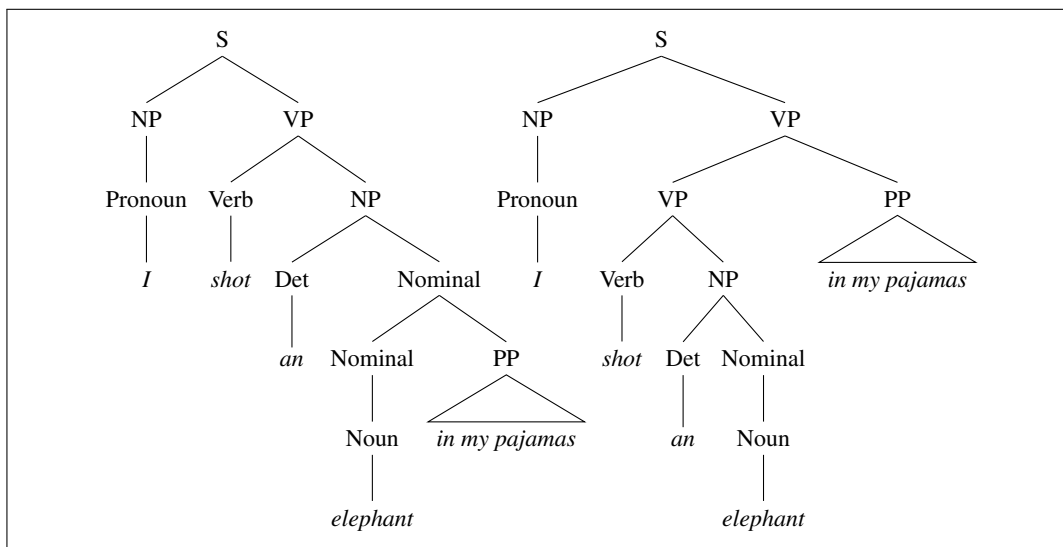 S S
NP VP NP VP
Pronoun Verb NP Pronoun VP PP
I shot Det Nominal I Verb NP in my pajamas
an Nominal PP shot Det Nominal
Noun in my pajamas an Noun
elephant elephant